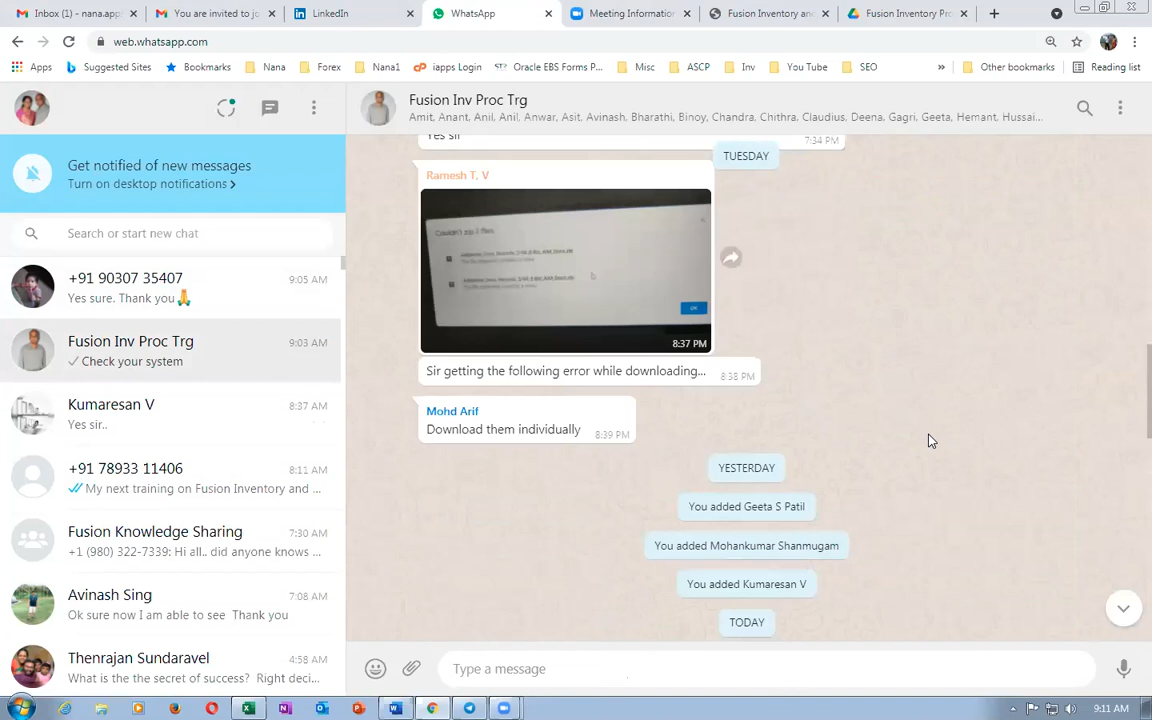 Inbox (1) - nana.app
You are invited to jo
LinkedIn
WhatsApp
Meeting Informatio
Fusion Inventory and
Fusion Inventory Pro
web.whatsapp.com
Apps
Suggested Sites
Bookmarks
Nana
Forex
Nana1
iapps Login
Oracle EBS Forms P...
Misc
ASCP
Inv
You Tube
SEO
»
Other bookmarks
Reading list
Fusion Inv Proc Trg
Amit, Anant, Anil, Anil, Anwar, Asit, Avinash, Bharathi, Binoy, Chandra, Chithra, Claudius, Deena, Gagri, Geeta, Hemant, Hussai...
Get notified of new messages
Turn on desktop notifications
Search or start new chat
+91 90307 35407
9:05 AM
Yes sure. Thank you🙏
Fusion Inv Proc Trg
9:03 AM
Check your system
Kumaresan V
8:37 AM
Yes sir..
+91 78933 11406
8:11 AM
My next training on Fusion Inventory and ...
Fusion Knowledge Sharing
7:30 AM
+1 (980) 322-7339: Hi all.. did anyone knows ...
Avinash Sing
7:08 AM
Ok sure now I am able to see Thank you
Thenrajan Sundaravel
4:58 AM
What is the the secret of success? Right deci...
Yes sir
7:34 PM
TUESDAY
Ramesh T. V
Couldn't zip 2 files
OK
8:37 PM
Sir getting the following error while downloading...
8:38 PM
Mohd Arif
Download them individually
8:39 PM
YESTERDAY
You added Geeta S Patil
You added Mohankumar Shanmugam
You added Kumaresan V
TODAY
Type a message
9:11 AM